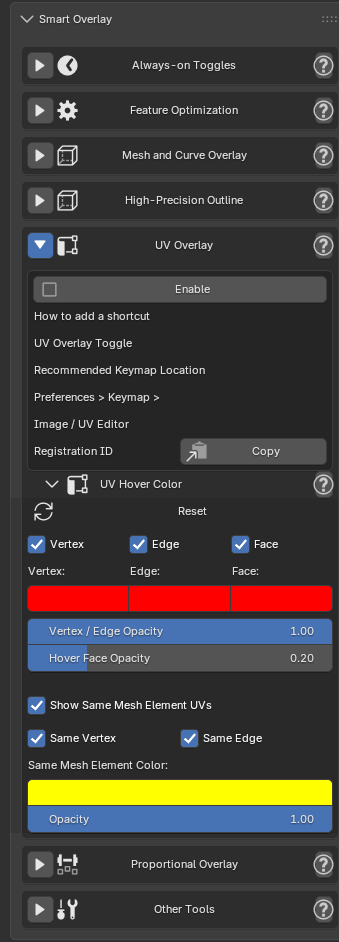 Smart Overlay
Always-on Toggles ?
Feature Optimization ?
Mesh and Curve Overlay ?
High-Precision Outline ?
UV Overlay ?
Enable
How to add a shortcut
UV Overlay Toggle
Recommended Keymap Location
Preferences > Keymap >
Image / UV Editor
Registration ID Copy
UV Hover Color ?
Reset
Vertex Edge Face
Vertex: Edge: Face:
Vertex / Edge Opacity 1.00
Hover Face Opacity 0.20
Show Same Mesh Element UVs
Same Vertex Same Edge
Same Mesh Element Color:
Opacity 1.00
Proportional Overlay ?
Other Tools ?